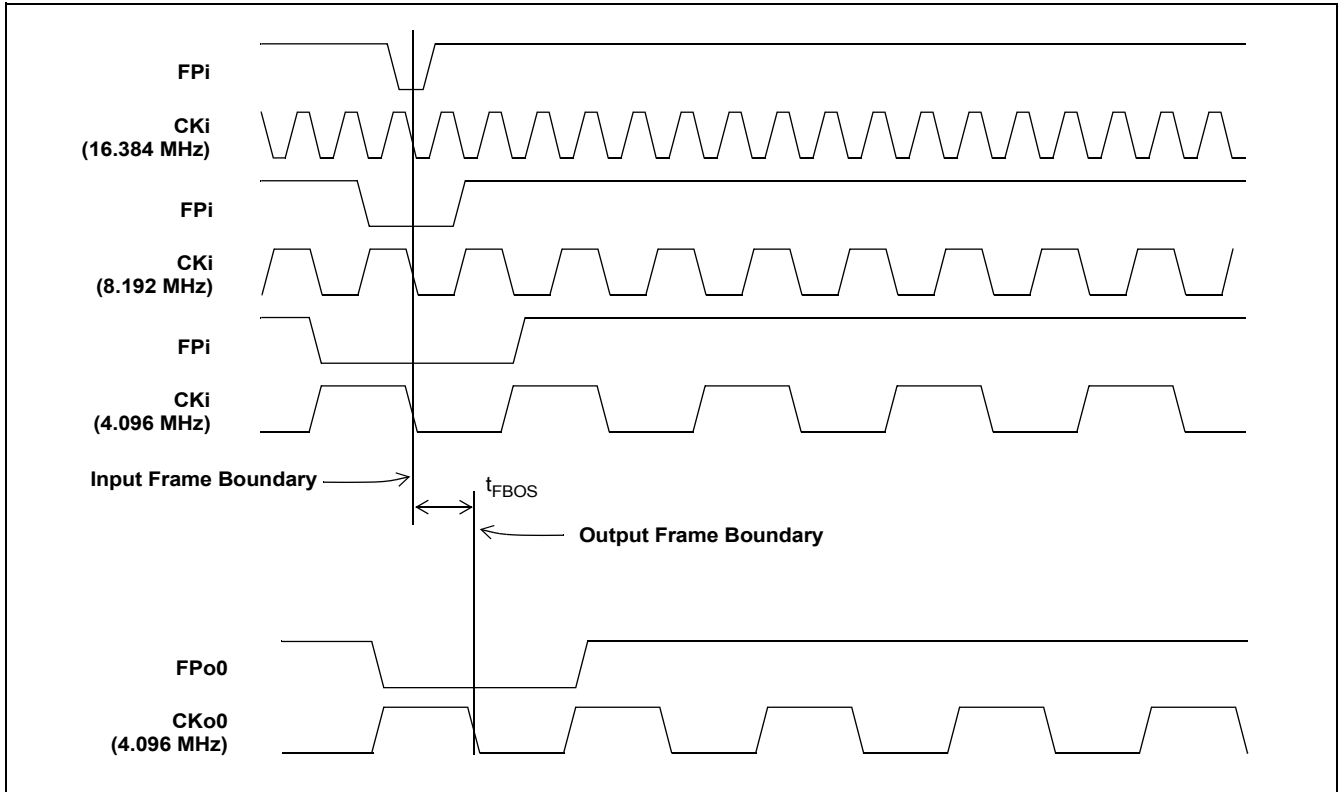 FPi
CKi
(16.384 MHz)
FPi
CKi
(8.192 MHz)
FPi
CKi
(4.096 MHz)
Input Frame Boundary
tFBOS
Output Frame Boundary
FPo0
CKo0
(4.096 MHz)